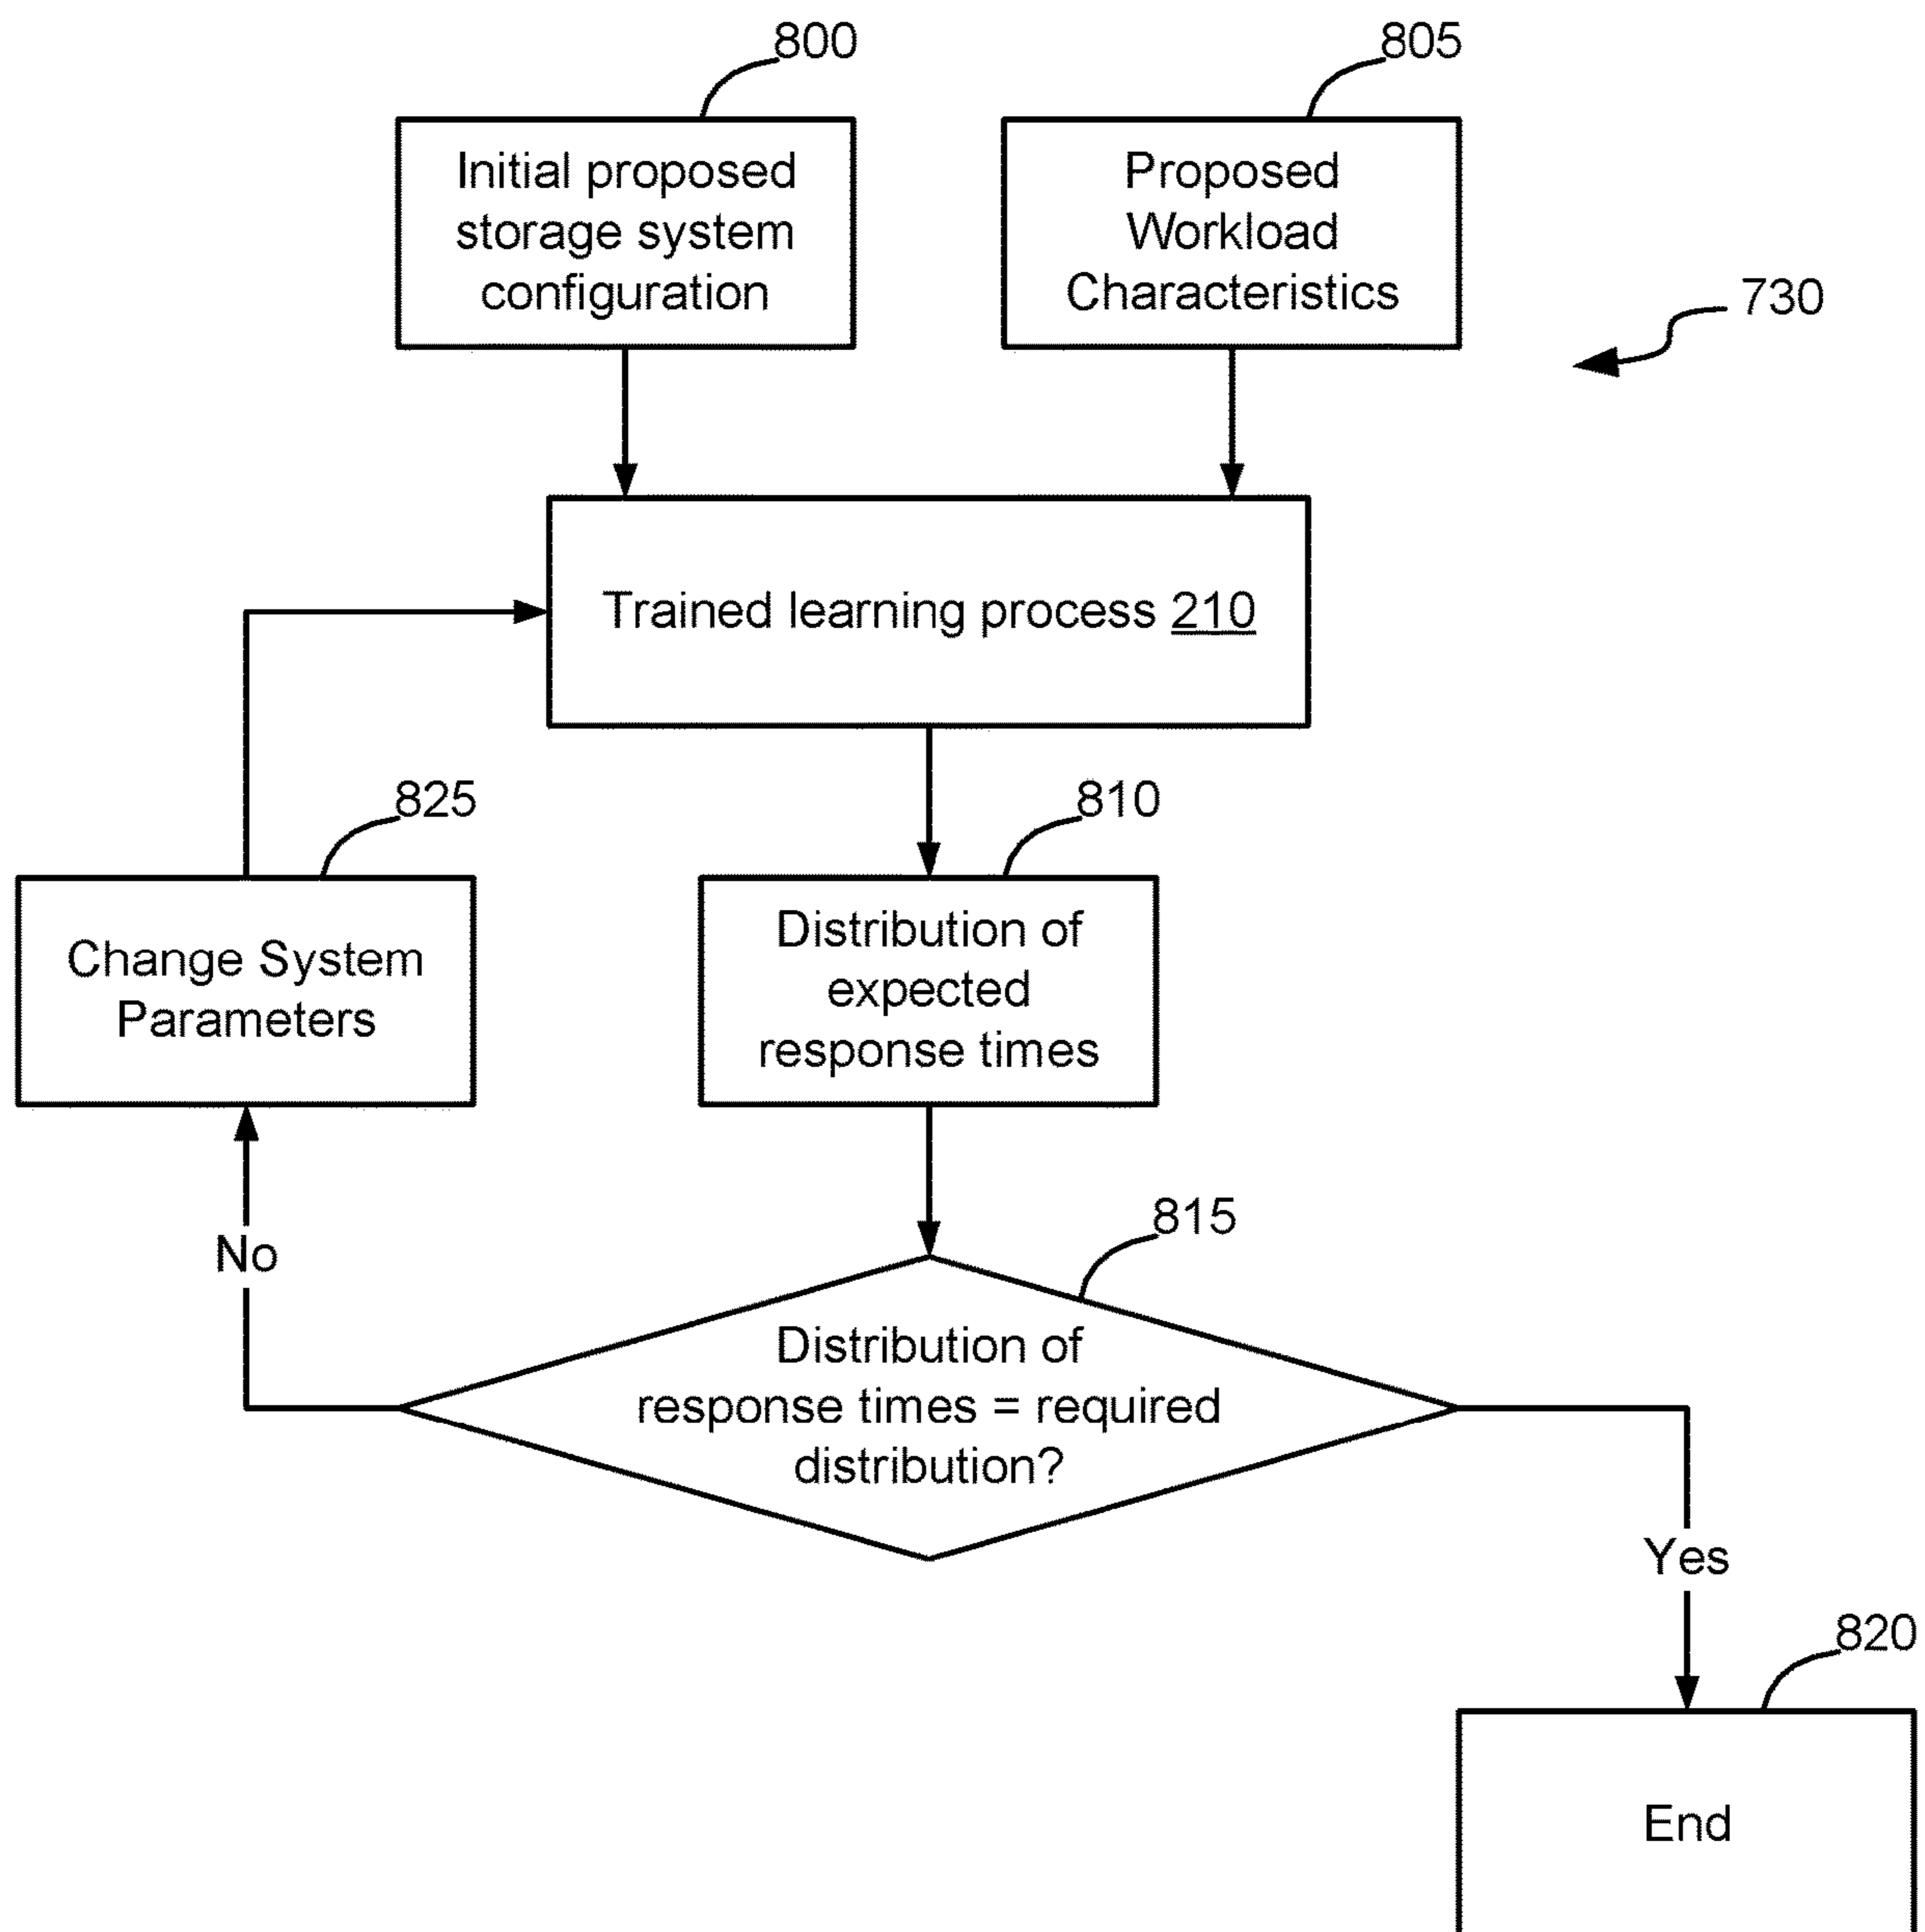 800
805
Initial proposed
storage system
configuration
Proposed
Workload
Characteristics
730
Trained learning process 210
825
810
Change System
Parameters
Distribution of
expected
response times
815
No
Distribution of
response times = required
distribution?
Yes
820
End